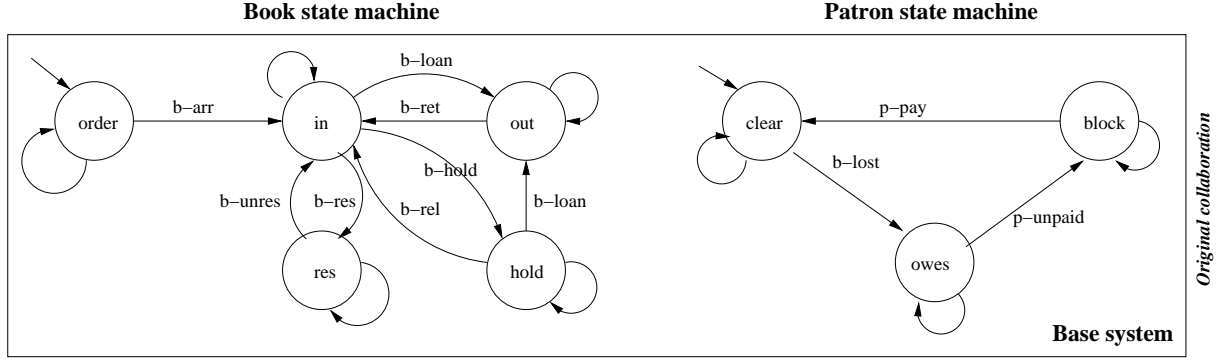 Book state machine
Patron state machine
b−loan
order
b−arr
in
b−ret
out
b−hold
b−unres
b−res
b−rel
b−loan
res
hold
clear
p−pay
block
b−lost
p−unpaid
owes
Original collaboration
Base system